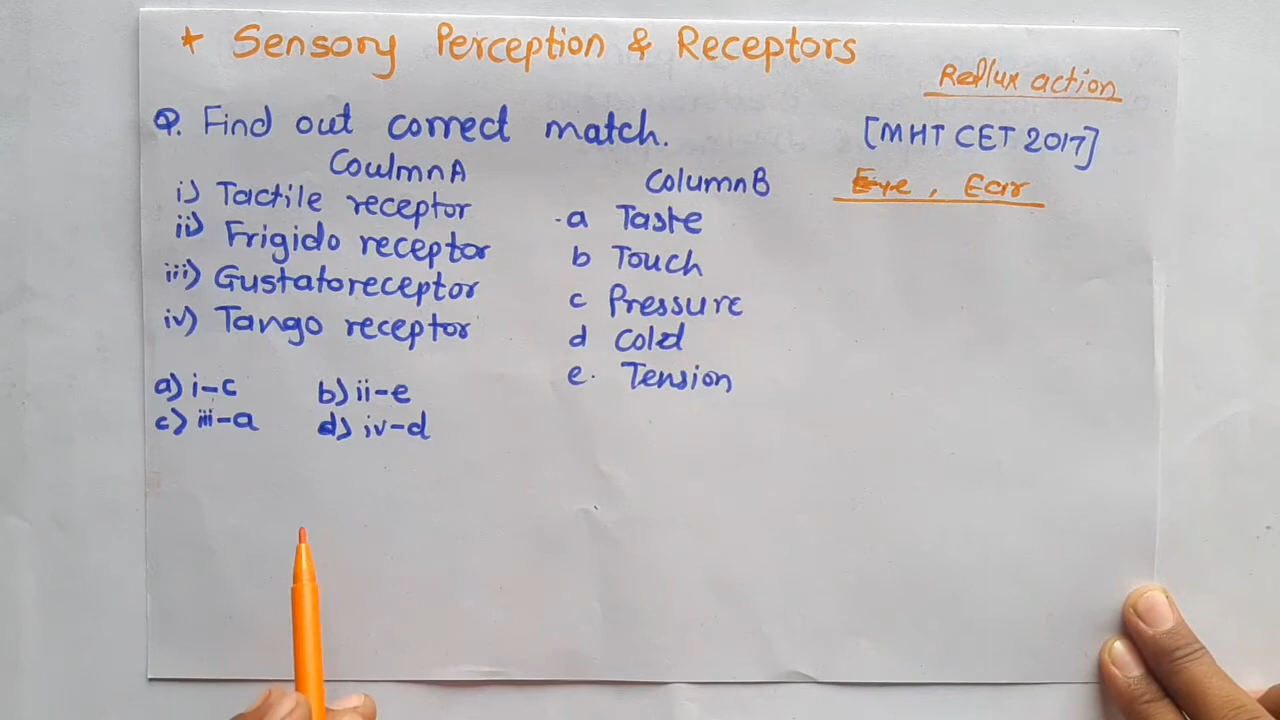 ★ Sensory Perception & Receptors
Reflux action
Q. Find out correct match.
[MHT CET 2017]
CoulmnA
ColumnB
Eye, Ear
i) Tactile receptor
a Taste
ii) Frigido receptor
b Touch
iii) Gustatoreceptor
c Pressure
iv) Tango receptor
d Cold
e. Tension
a) i-c b) ii-e
c) iii-a d) iv-d